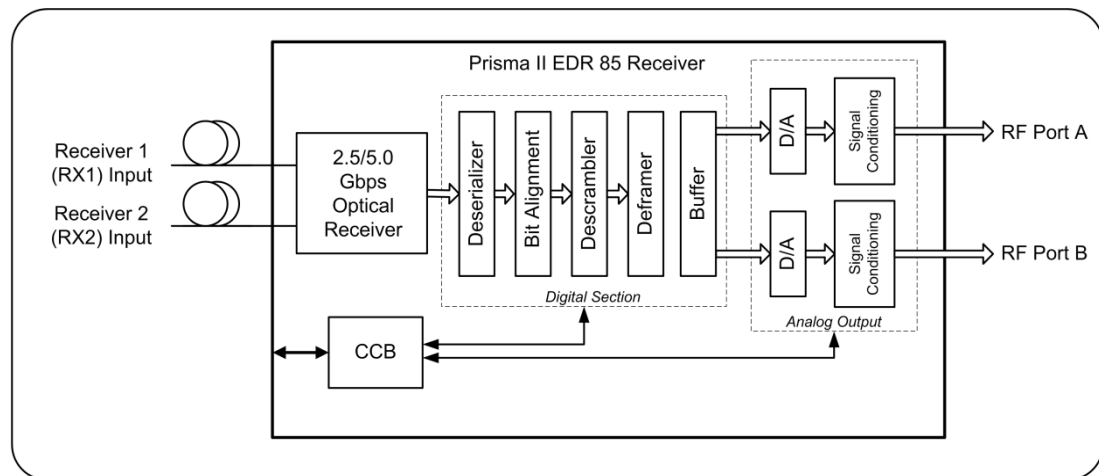 Prisma II EDR 85 Receiver
Receiver 1
(RX1) Input
Receiver 2
(RX2) Input
2.5/5.0
Gbps
Optical
Receiver
Deserializer
Bit Alignment
Descrambler
Deframer
Buffer
Digital Section
D/A
Signal
Conditioning
RF Port A
D/A
Signal
Conditioning
RF Port B
Analog Output
CCB